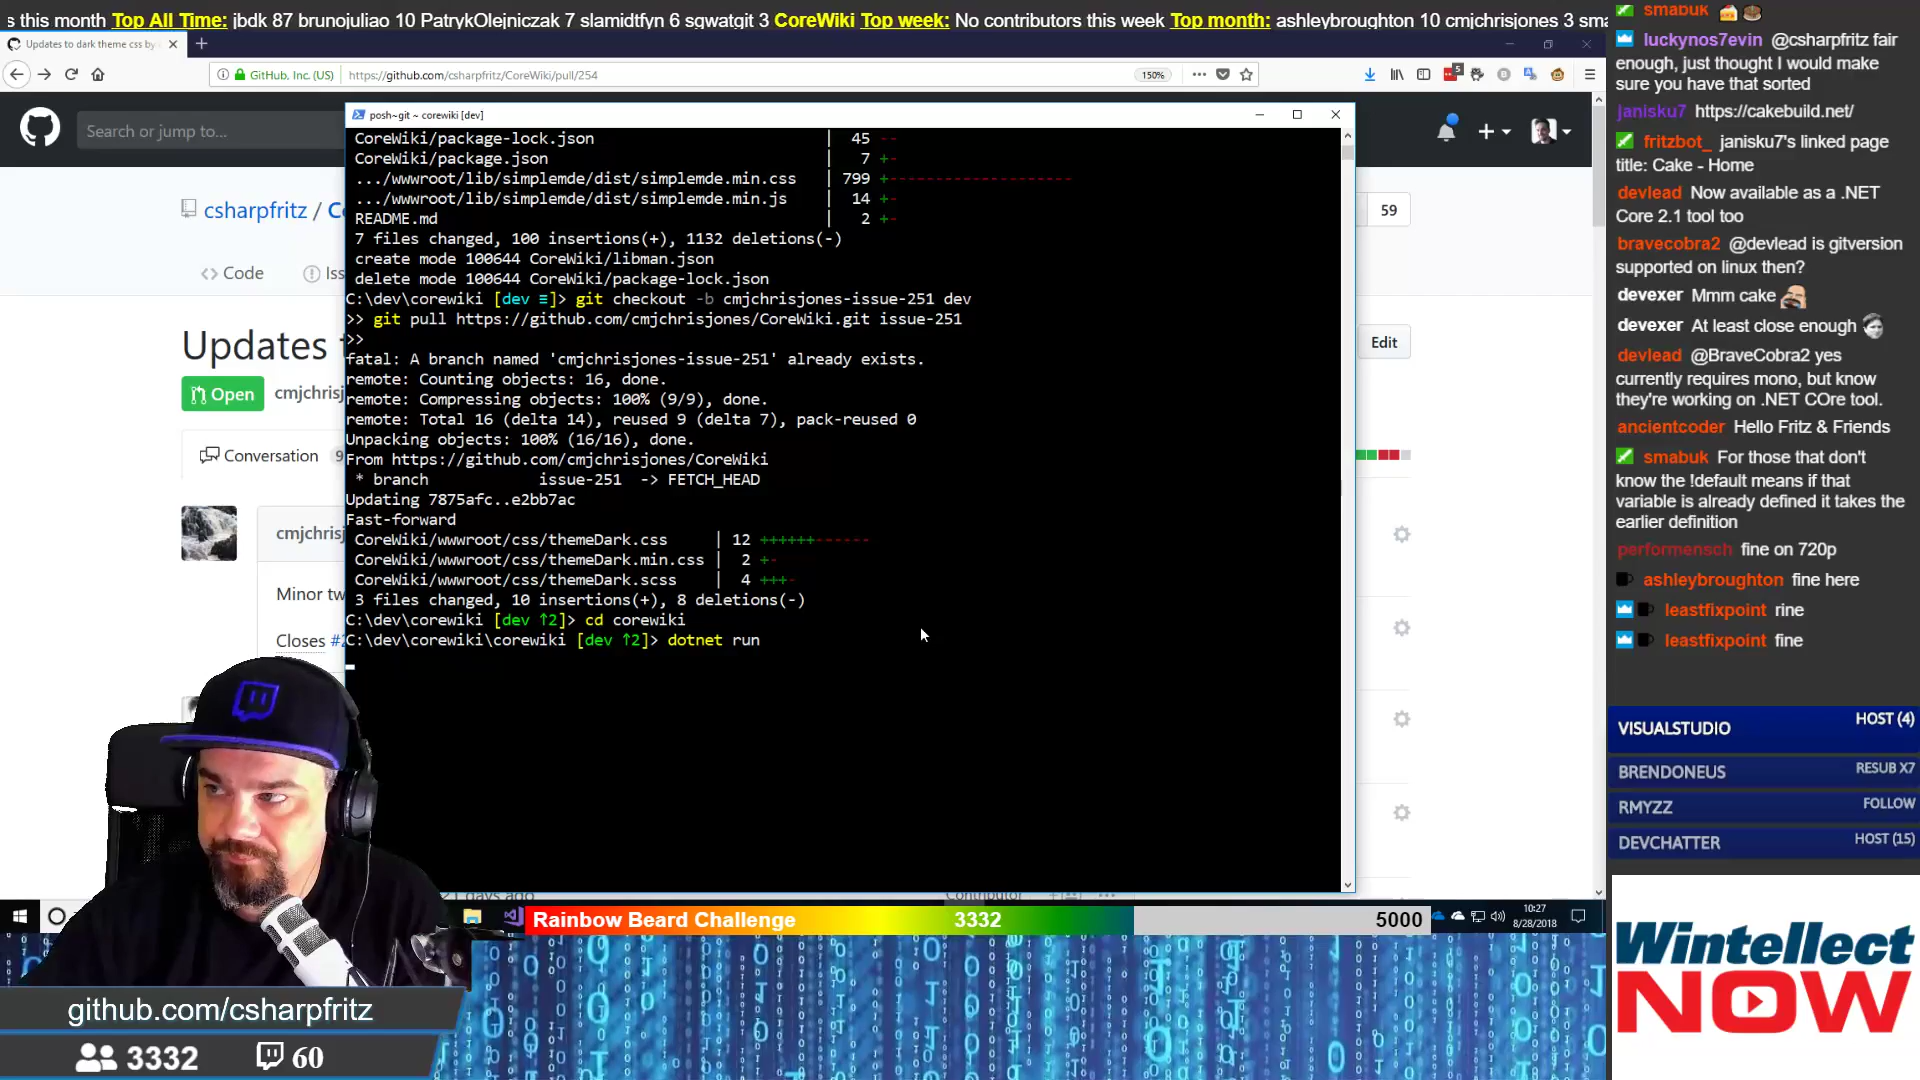 s this month Top All Time: jbdk 87 brunojuliao 10 PatrykOlejniczak 7 slamidtfyn 6 sgwatgit 3 CoreWiki Top week: No contributors this week Top month: ashleybroughton 10 cmjchrisjones 3 sma
Updates to dark theme css by
GitHub, Inc. (US)
https://github.com/csharpfritz/CoreWiki/pull/254
150%
5
Search or jump to...
csharpfritz / C
59
Code
Iss
Updates t
Edit
Open
cmjchrisj
Conversation 9
cmjchrisj
Minor tw
Closes #2
posh~git ~ corewiki [dev]
CoreWiki/package-lock.json | 45 --
CoreWiki/package.json | 7 +-
.../wwwroot/lib/simplemde/dist/simplemde.min.css | 799 +--------------------
.../wwwroot/lib/simplemde/dist/simplemde.min.js | 14 +-
README.md | 2 +-
7 files changed, 100 insertions(+), 1132 deletions(-)
create mode 100644 CoreWiki/libman.json
delete mode 100644 CoreWiki/package-lock.json
C:\dev\corewiki [dev ≡]> git checkout -b cmjchrisjones-issue-251 dev
>> git pull https://github.com/cmjchrisjones/CoreWiki.git issue-251
>>
fatal: A branch named 'cmjchrisjones-issue-251' already exists.
remote: Counting objects: 16, done.
remote: Compressing objects: 100% (9/9), done.
remote: Total 16 (delta 14), reused 9 (delta 7), pack-reused 0
Unpacking objects: 100% (16/16), done.
From https://github.com/cmjchrisjones/CoreWiki
* branch issue-251 -> FETCH_HEAD
Updating 7875afc..e2bb7ac
Fast-forward
CoreWiki/wwwroot/css/themeDark.css | 12 ++++++------
CoreWiki/wwwroot/css/themeDark.min.css | 2 +-
CoreWiki/wwwroot/css/themeDark.scss | 4 +++-
3 files changed, 10 insertions(+), 8 deletions(-)
C:\dev\corewiki [dev ↑2]> cd corewiki
C:\dev\corewiki\corewiki [dev ↑2]> dotnet run
days ago
Contributor
10:27
8/28/2018
Rainbow Beard Challenge 3332 5000
github.com/csharpfritz
3332 60
smabuk
luckynos7evin @csharpfritz fair
enough, just thought I would make
sure you have that sorted
janisku7 https://cakebuild.net/
fritzbot_ janisku7's linked page
title: Cake - Home
devlead Now available as a .NET
Core 2.1 tool too
bravecobra2 @devlead is gitversion
supported on linux then?
devexer Mmm cake
devexer At least close enough
devlead @BraveCobra2 yes
currently requires mono, but know
they're working on .NET COre tool.
ancientcoder Hello Fritz & Friends
smabuk For those that don't
know the !default means if that
variable is already defined it takes the
earlier definition
performensch fine on 720p
ashleybroughton fine here
leastfixpoint rine
leastfixpoint fine
VISUALSTUDIO HOST (4)
BRENDONEUS RESUB X7
RMYZZ FOLLOW
DEVCHATTER HOST (15)
Wintellect
NOW